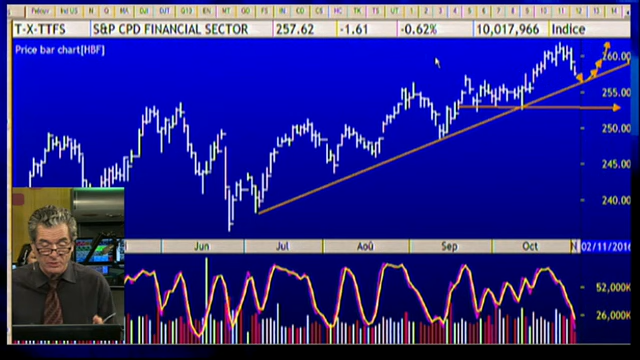 T-X-TTFS S&P CPD FINANCIAL SECTOR 257.62 -1.61 -0.62% 10,017,966 Indice
Price bar chart[HBF]
260.00
255.00
250.00
245.00
240.00
Jun Jul Aoû Sep Oct N 02/11/2016
52,000K
26,000K